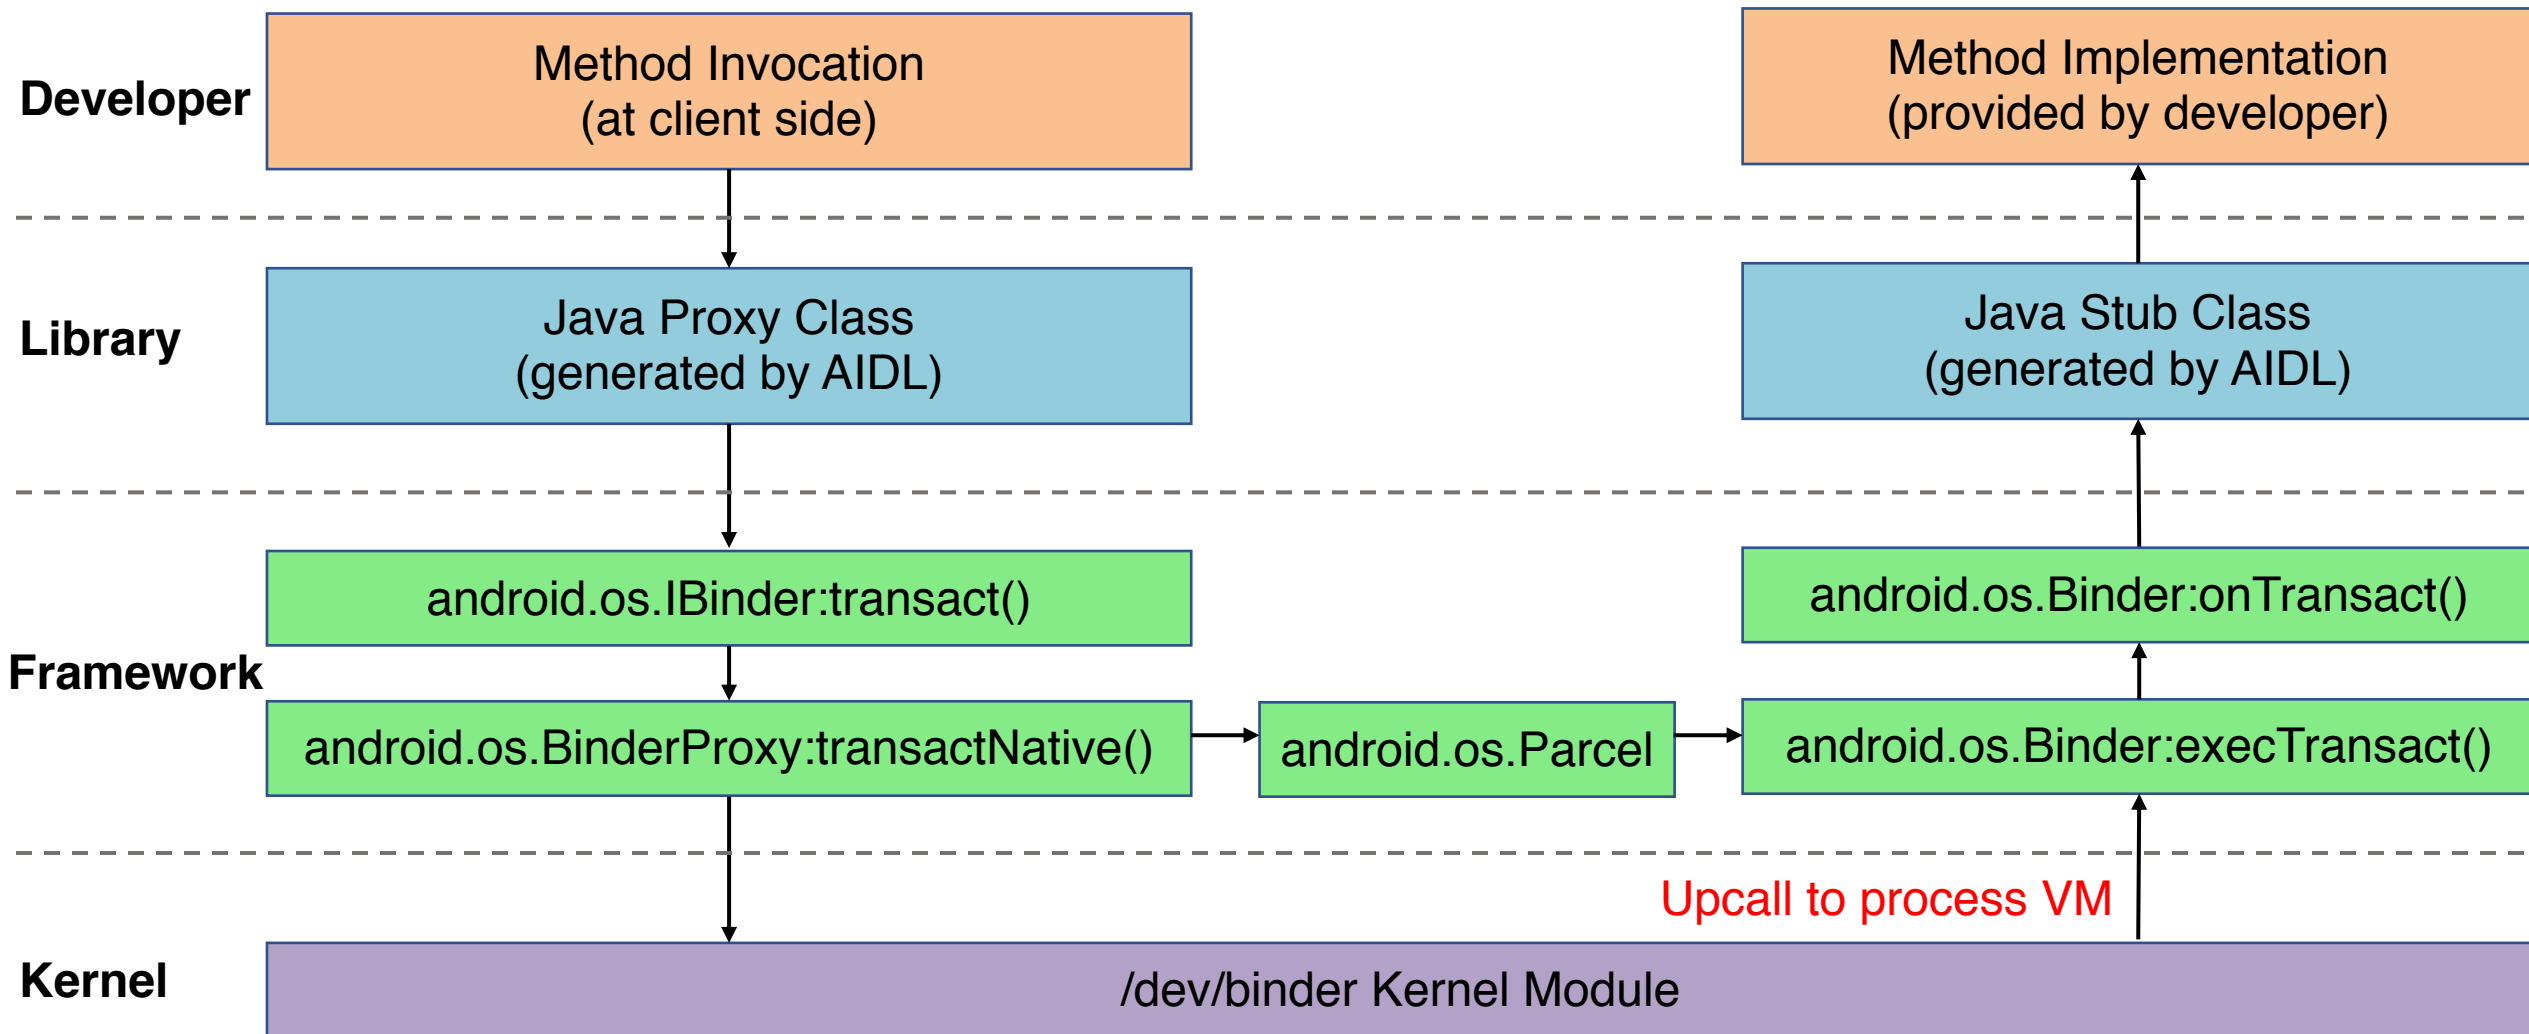 Developer
Method Invocation
(at client side)
Method Implementation
(provided by developer)
Library
Java Proxy Class
(generated by AIDL)
Java Stub Class
(generated by AIDL)
Framework
android.os.IBinder:transact()
android.os.Binder:onTransact()
android.os.BinderProxy:transactNative()
android.os.Parcel
android.os.Binder:execTransact()
Upcall to process VM
Kernel
/dev/binder Kernel Module